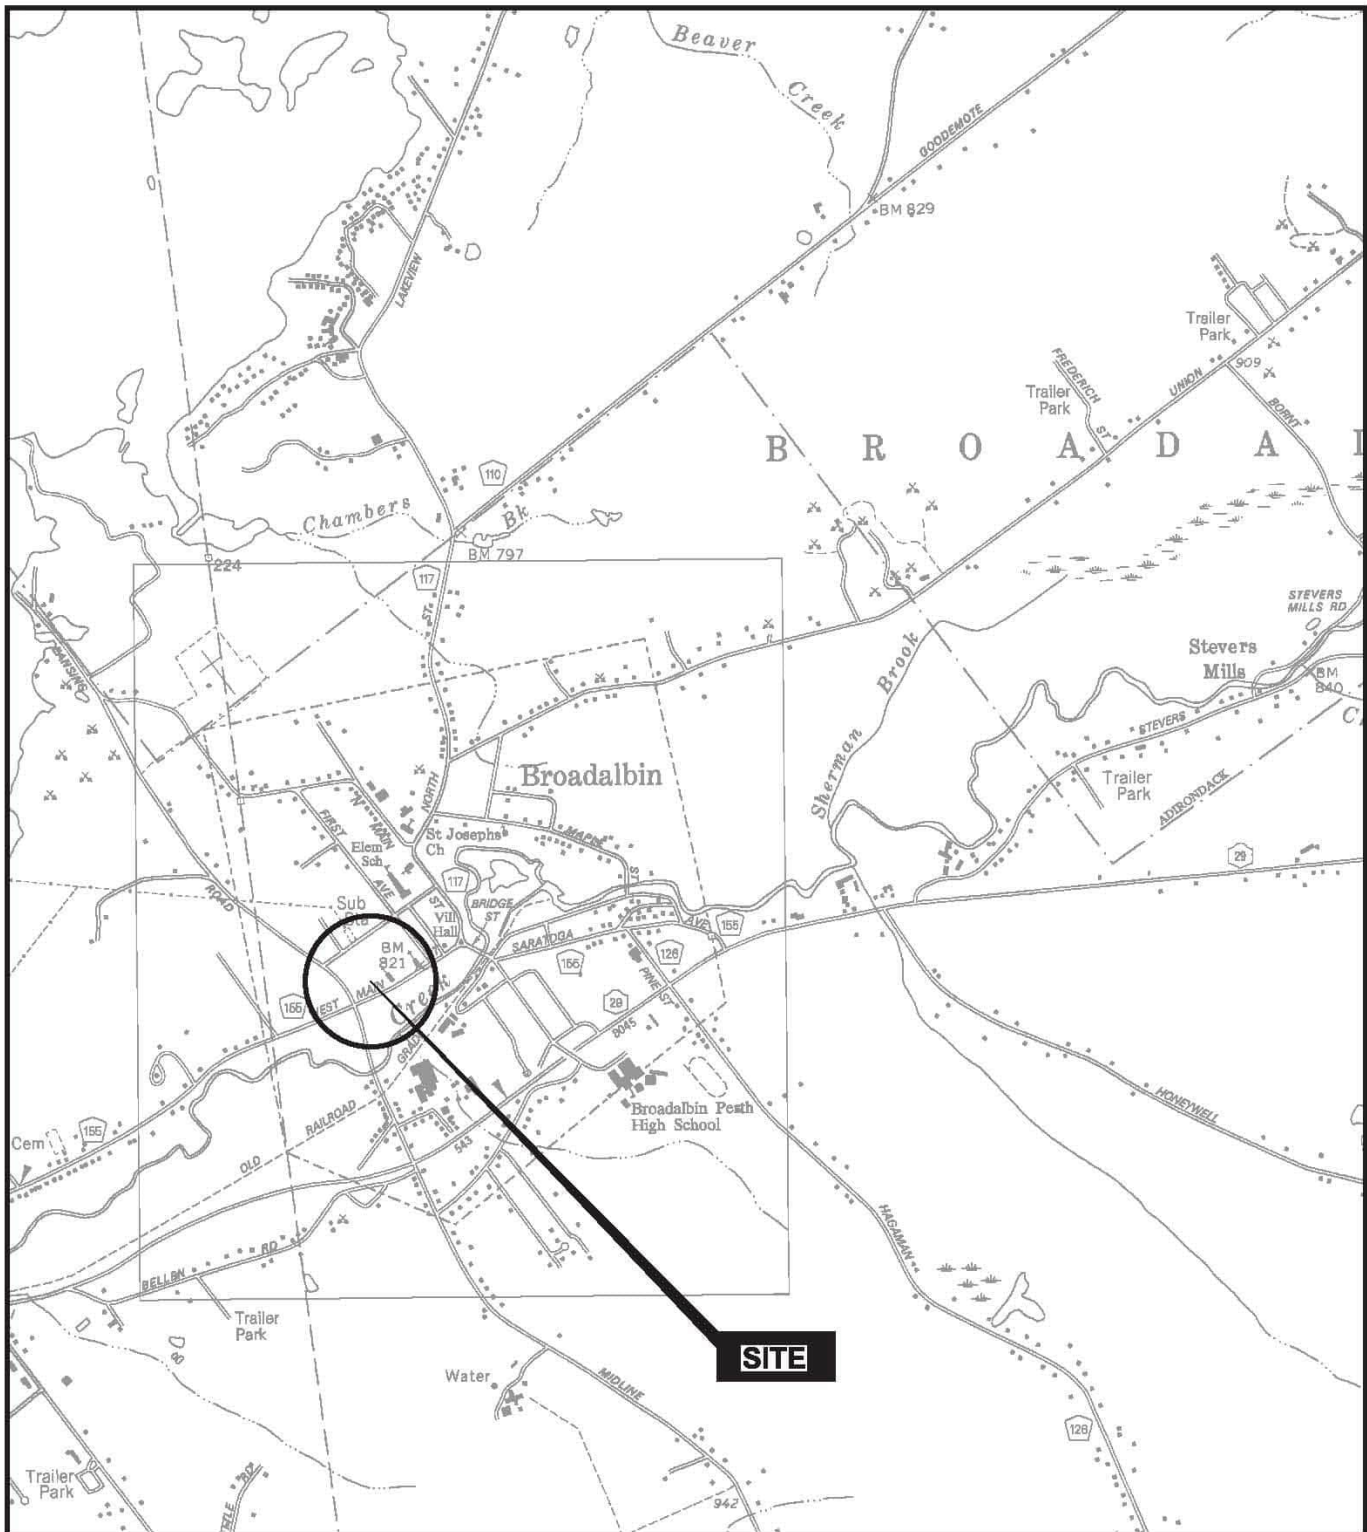 Beaver
Creek
GOODEMOTE
BM 829
LAKEVIEW
Trailer
Park
FREDERICH
ST
Trailer
Park
UNION
909
BORNT
B R O A D A
110
Chambers
Bk
BM 797
224
117
ST
STEVERS
MILLS RD
Stevers
Mills
BM
840
Sherman
Brook
STEVERS
Trailer
Park
ADIRONDACK
29
Broadalbin
NORTH
N MAIN
ST
FIRST
AVE
St Josephs
Ch
Elem
Sch
MAPLE
ST
117
BRIDGE
ST
Vill
Hall
ROAD
Sub
Sta
BM
821
SARATOGA
AVE
155
155
126
PINE ST
29
8045
155
WEST MAIN
Creek
GRADE
RAILROAD
OLD
Broadalbin Perth
High School
543
HONEYWELL
Cem
155
HAGAMAN
BELLEN
RD
Trailer
Park
SITE
Water
MIDLINE
126
Trailer
Park
942